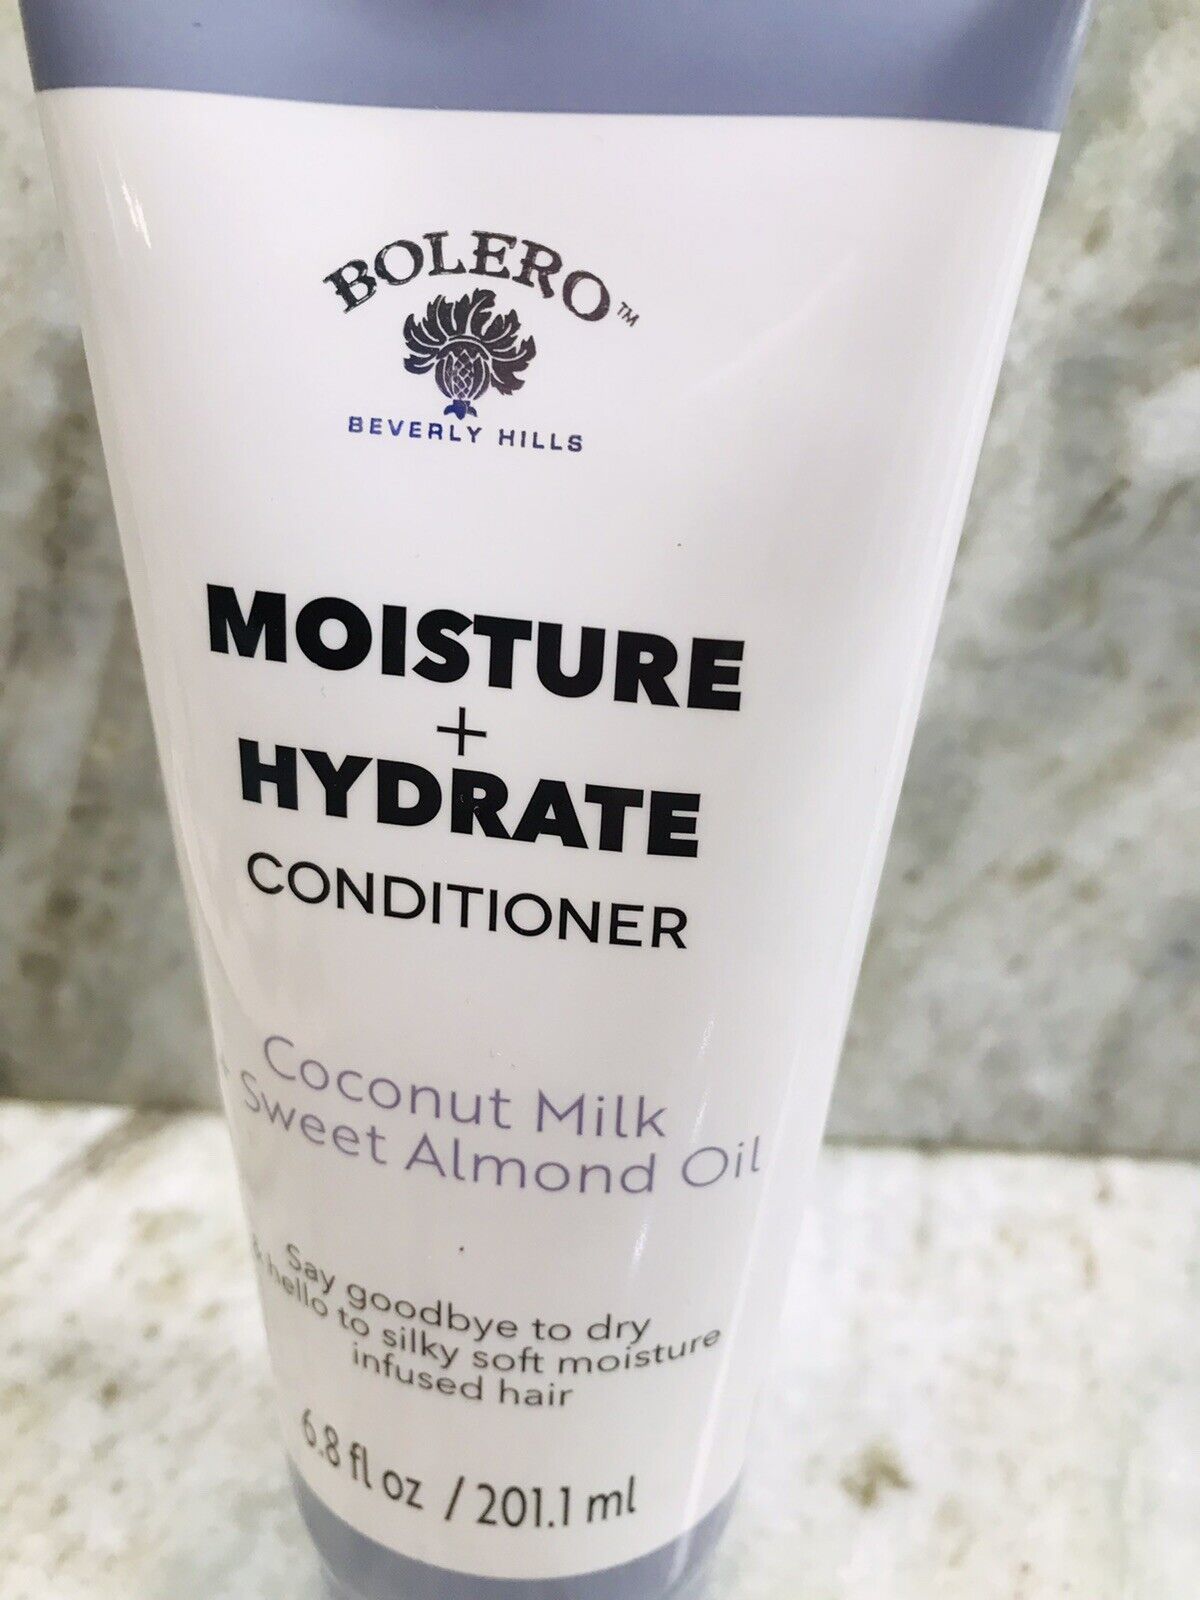 BOLERO™
BEVERLY HILLS
MOISTURE
+
HYDRATE
CONDITIONER
Coconut Milk
+ Sweet Almond Oil
Say goodbye to dry
& hello to silky soft moisture
infused hair
6.8 fl oz / 201.1 ml